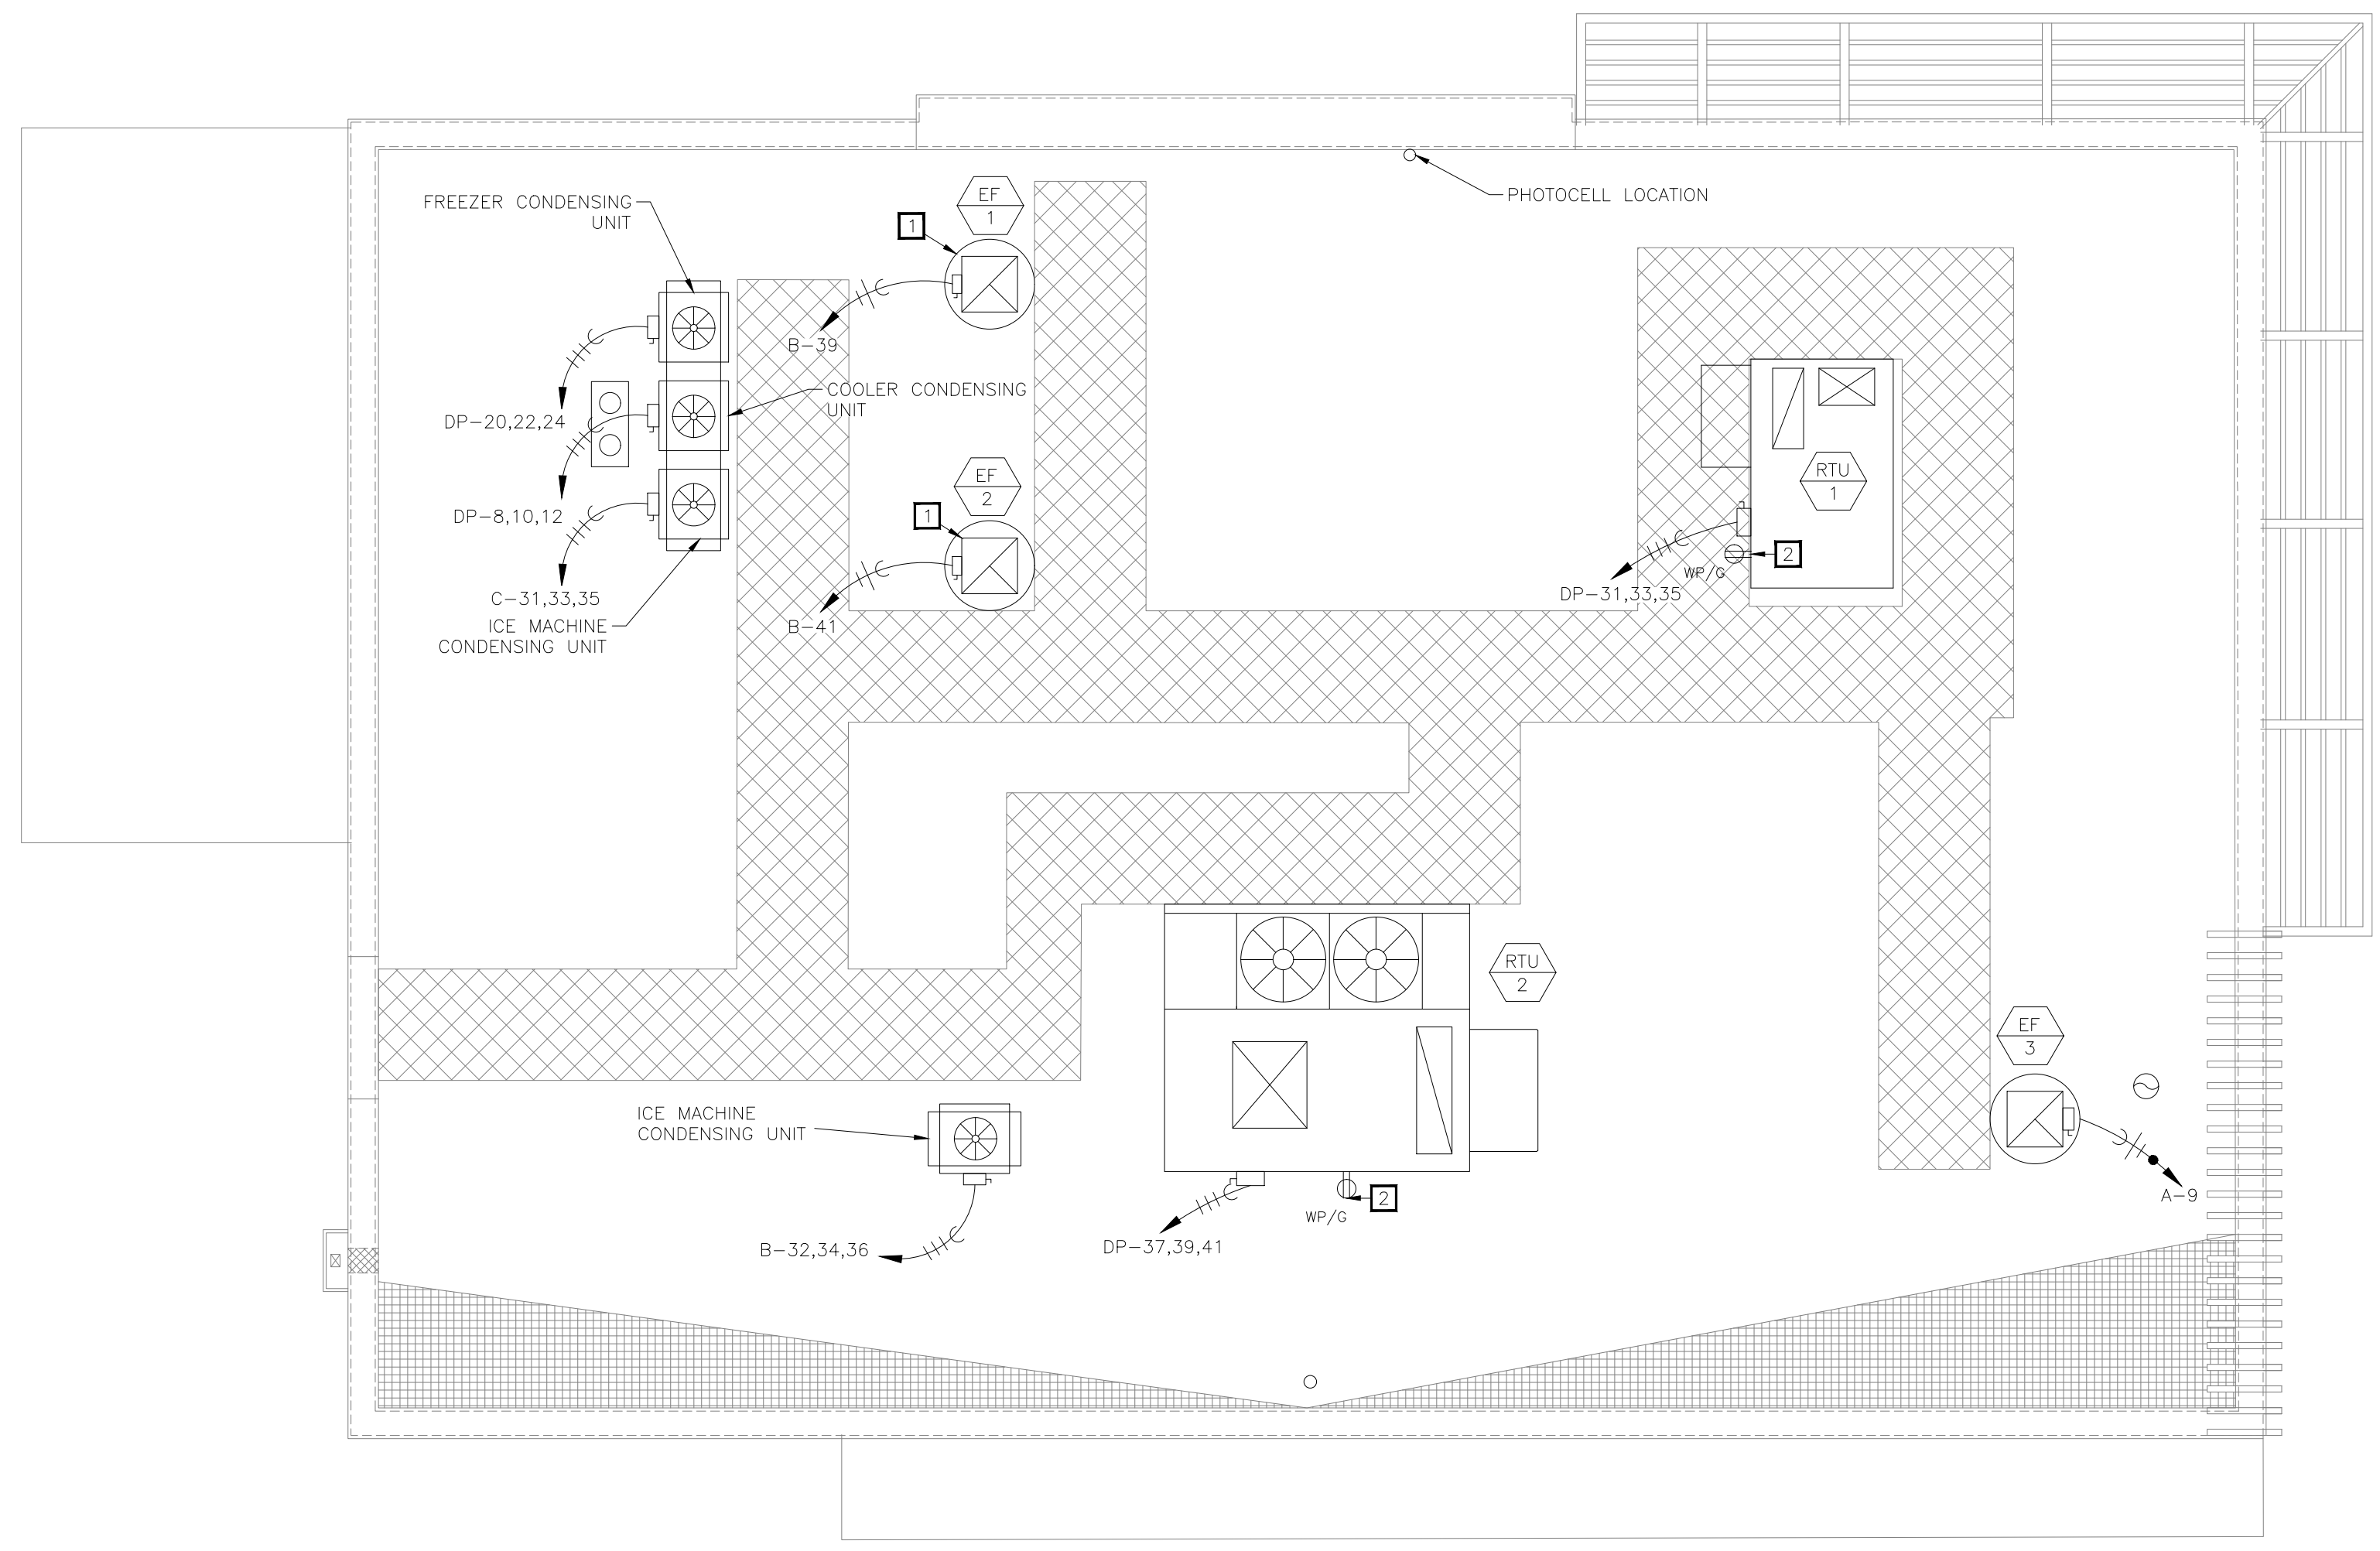 PHOTOCELL LOCATION
FREEZER CONDENSING
UNIT
EF
1
1
B-39
DP-20,22,24
COOLER CONDENSING
UNIT
DP-8,10,12
C-31,33,35
ICE MACHINE
CONDENSING UNIT
EF
2
1
B-41
RTU
1
2
WP/G
DP-31,33,35
RTU
2
2
WP/G
DP-37,39,41
ICE MACHINE
CONDENSING UNIT
B-32,34,36
EF
3
A-9